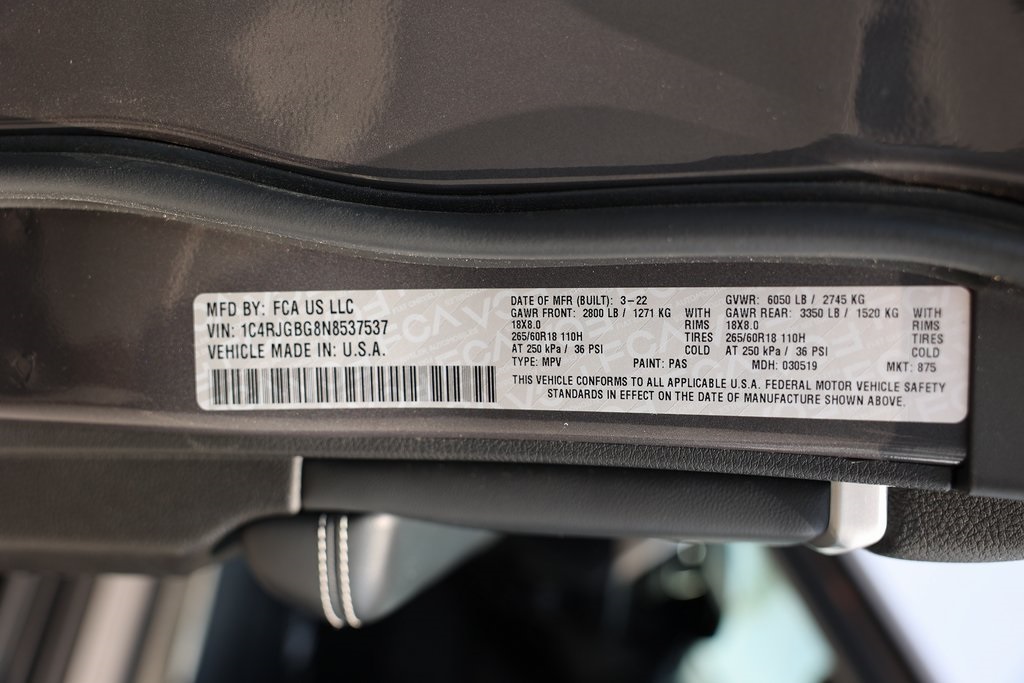 MFD BY: FCA US LLC
VIN: 1C4RJGBG8N8537537
VEHICLE MADE IN: U.S.A.
DATE OF MFR (BUILT): 3-22
GAWR FRONT: 2800 LB / 1271 KG WITH
18X8.0 RIMS
265/60R18 110H TIRES
AT 250 kPa / 36 PSI COLD
GVWR: 6050 LB / 2745 KG
GAWR REAR: 3350 LB / 1520 KG WITH
18X8.0 RIMS
265/60R18 110H TIRES
AT 250 kPa / 36 PSI COLD
TYPE: MPV PAINT: PAS MDH: 030519 MKT: 875
THIS VEHICLE CONFORMS TO ALL APPLICABLE U.S.A. FEDERAL MOTOR VEHICLE SAFETY
STANDARDS IN EFFECT ON THE DATE OF MANUFACTURE SHOWN ABOVE.